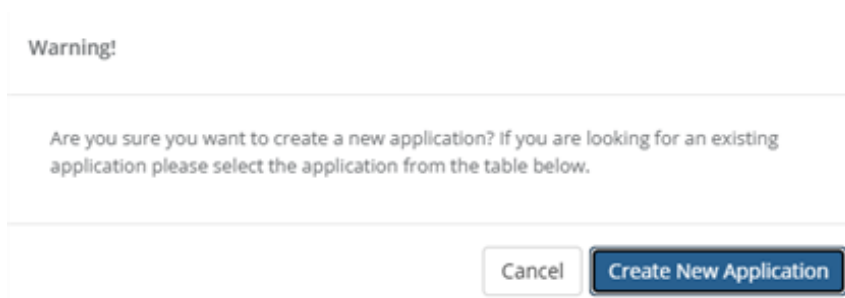 Warning!
Are you sure you want to create a new application? If you are looking for an existing
application please select the application from the table below.
Cancel
Create New Application